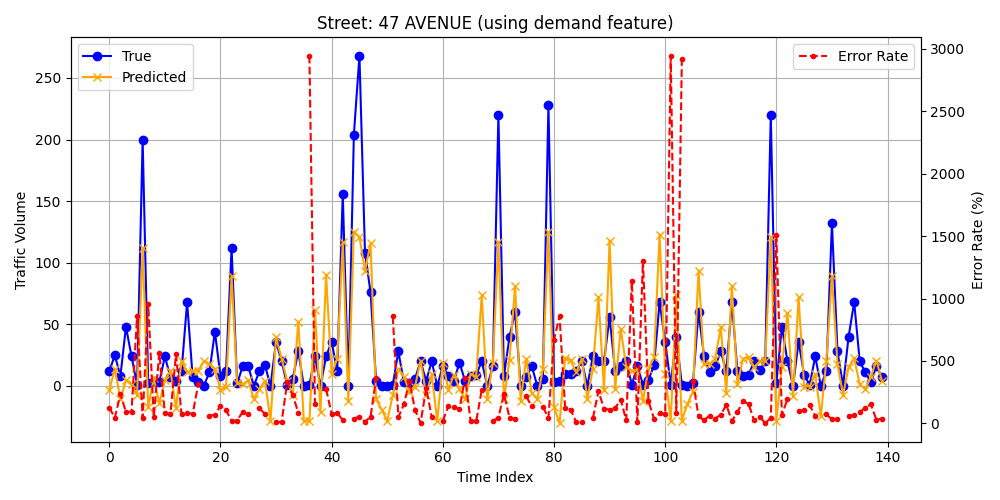 Street: 47 AVENUE (using demand feature)
True
Predicted
Error Rate
Traffic Volume
250
200
150
100
50
0
3000
2500
2000
1500
1000
500
0
Error Rate (%)
0 20 40 60 80 100 120 140
Time Index